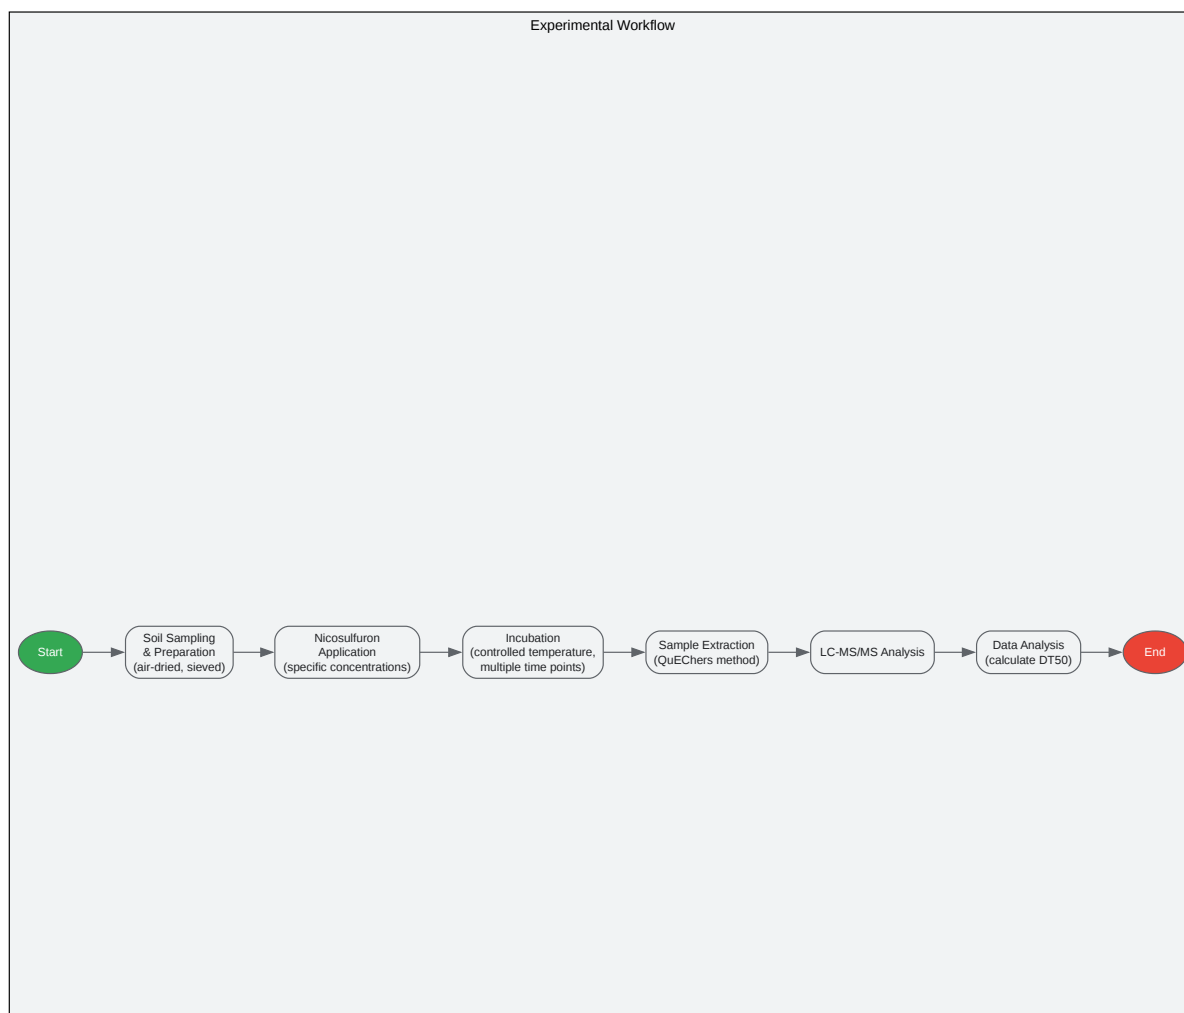 Experimental Workflow
Start
Soil Sampling
& Preparation
(air-dried, sieved)
Nicosulfuron
Application
(specific concentrations)
Incubation
(controlled temperature,
multiple time points)
Sample Extraction
(QuEChers method)
LC-MS/MS Analysis
Data Analysis
(calculate DT50)
End